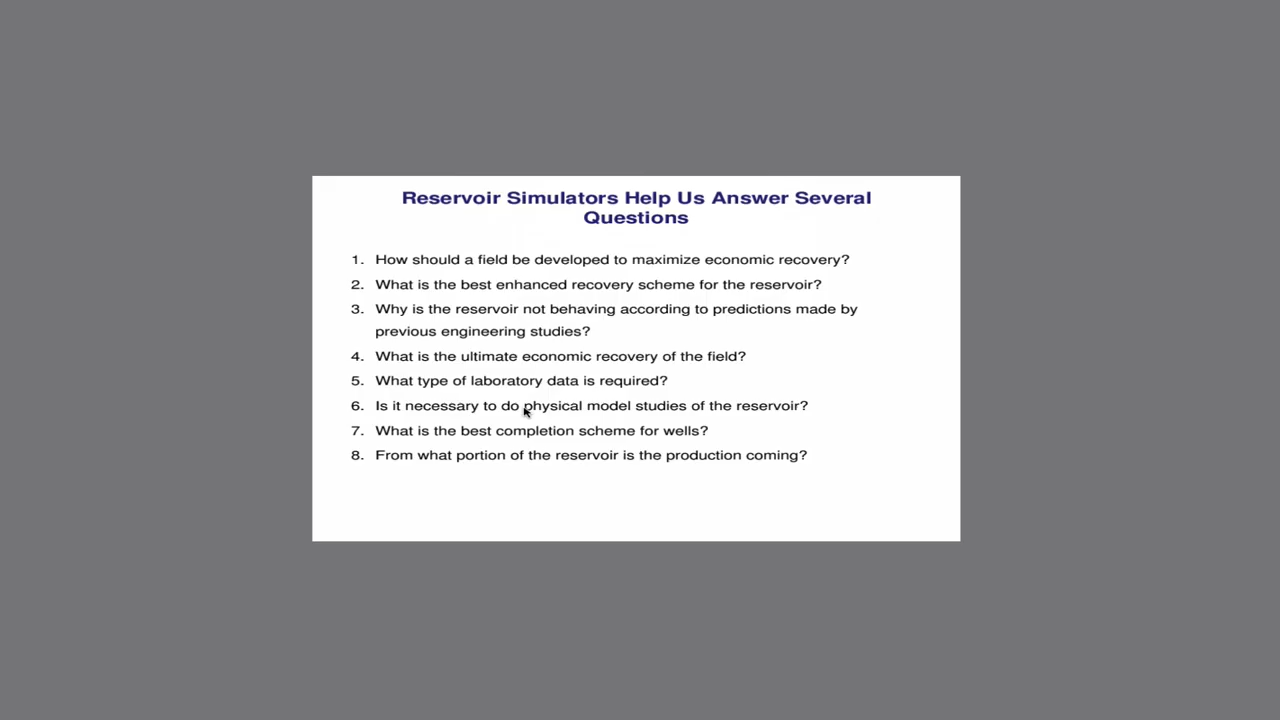 Reservoir Simulators Help Us Answer Several
Questions
1. How should a field be developed to maximize economic recovery?
2. What is the best enhanced recovery scheme for the reservoir?
3. Why is the reservoir not behaving according to predictions made by
previous engineering studies?
4. What is the ultimate economic recovery of the field?
5. What type of laboratory data is required?
6. Is it necessary to do physical model studies of the reservoir?
7. What is the best completion scheme for wells?
8. From what portion of the reservoir is the production coming?